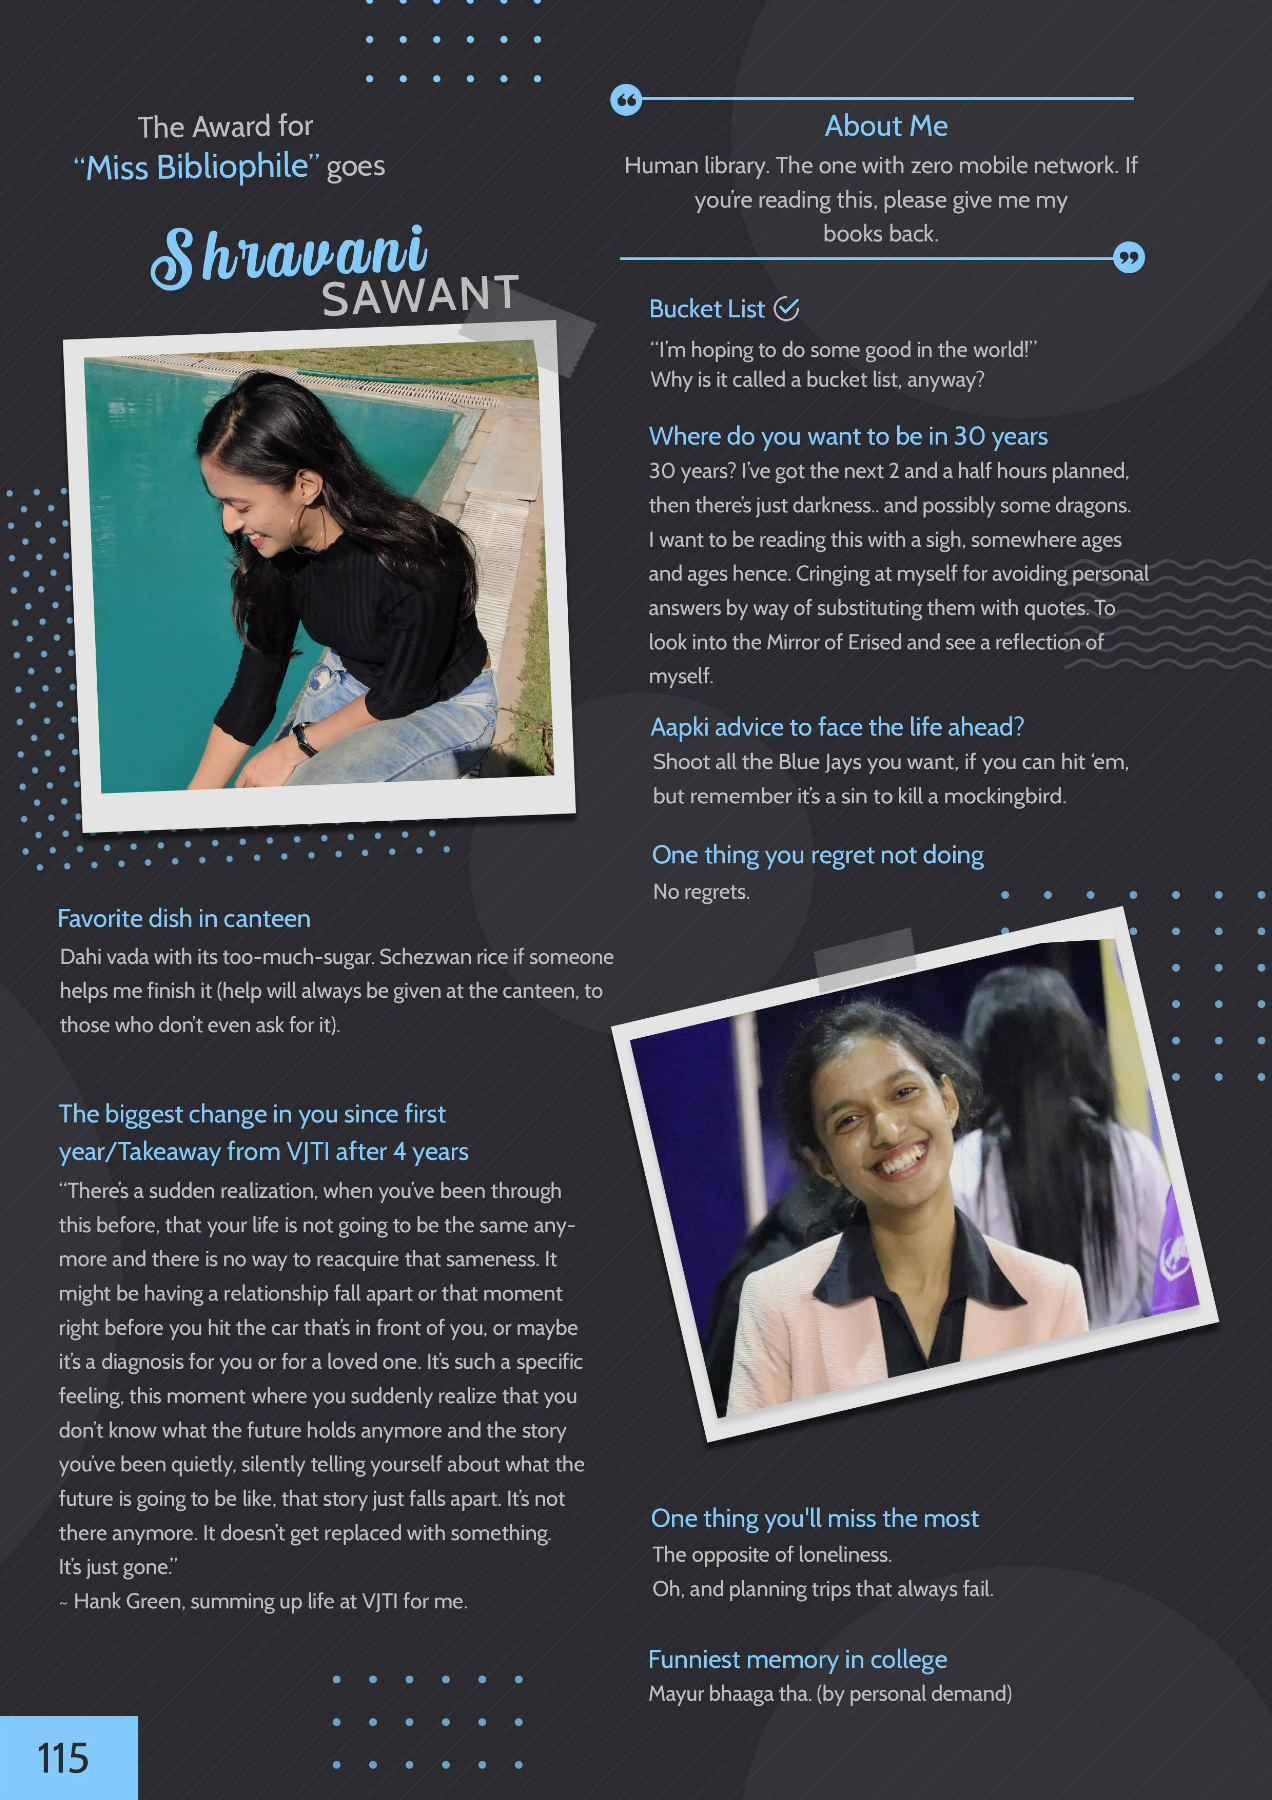 The Award for
“Miss Bibliophile” goes
Shravani
SAWANT
Favorite dish in canteen
Dahi vada with its too-much-sugar. Schezwan rice if someone
helps me finish it (help will always be given at the canteen, to
those who don’t even ask for it).
The biggest change in you since first
year/Takeaway from VJTI after 4 years
“There’s a sudden realization, when you’ve been through
this before, that your life is not going to be the same any-
more and there is no way to reacquire that sameness. It
might be having a relationship fall apart or that moment
right before you hit the car that’s in front of you, or maybe
it’s a diagnosis for you or for a loved one. It’s such a specific
feeling, this moment where you suddenly realize that you
don’t know what the future holds anymore and the story
you’ve been quietly, silently telling yourself about what the
future is going to be like, that story just falls apart. It’s not
there anymore. It doesn’t get replaced with something.
It’s just gone.”
~ Hank Green, summing up life at VJTI for me.
About Me
Human library. The one with zero mobile network. If
you’re reading this, please give me my
books back.
Bucket List
“I’m hoping to do some good in the world!”
Why is it called a bucket list, anyway?
Where do you want to be in 30 years
30 years? I’ve got the next 2 and a half hours planned,
then there’s just darkness.. and possibly some dragons.
I want to be reading this with a sigh, somewhere ages
and ages hence. Cringing at myself for avoiding personal
answers by way of substituting them with quotes. To
look into the Mirror of Erised and see a reflection of
myself.
Aapki advice to face the life ahead?
Shoot all the Blue Jays you want, if you can hit ‘em,
but remember it’s a sin to kill a mockingbird.
One thing you regret not doing
No regrets.
One thing you'll miss the most
The opposite of loneliness.
Oh, and planning trips that always fail.
Funniest memory in college
Mayur bhaaga tha. (by personal demand)
115